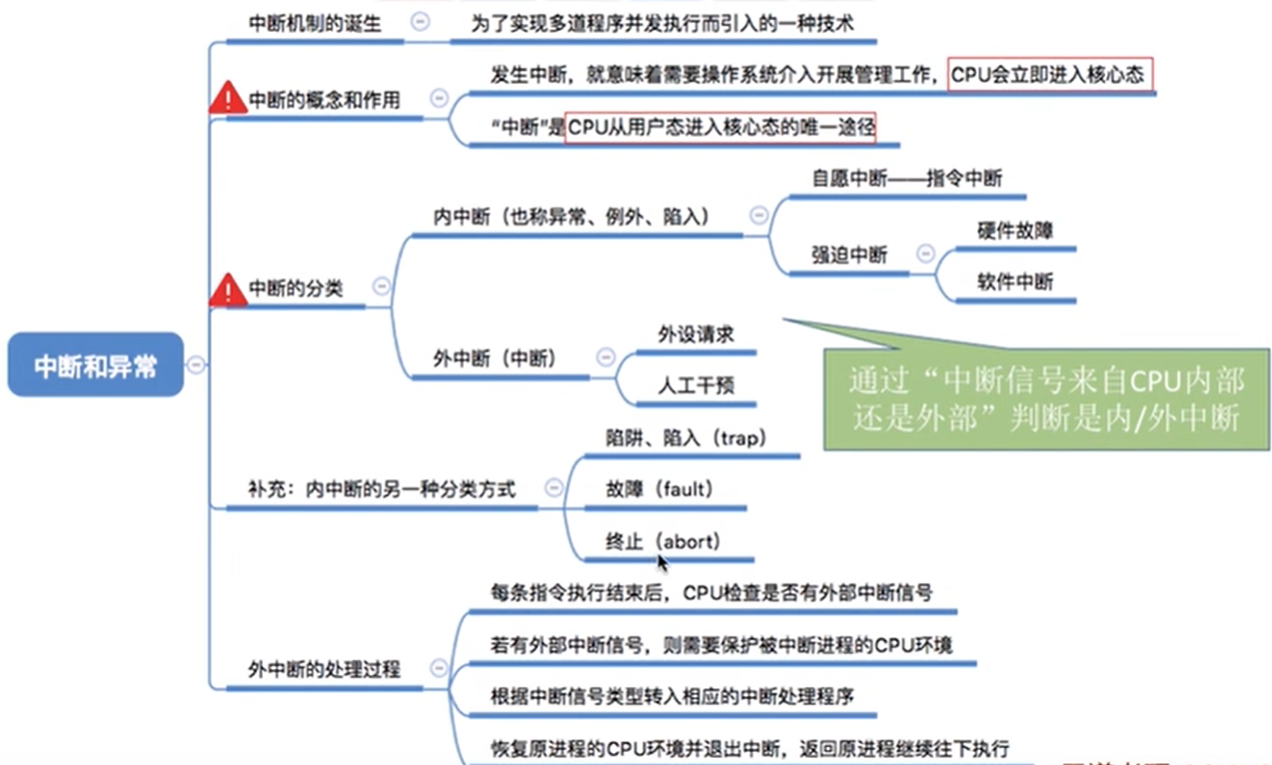 中断和异常
中断机制的诞生
为了实现多道程序并发执行而引入的一种技术
中断的概念和作用
发生中断，就意味着需要操作系统介入开展管理工作，CPU会立即进入核心态
“中断”是CPU从用户态进入核心态的唯一途径
中断的分类
内中断（也称异常、例外、陷入）
自愿中断——指令中断
强迫中断
硬件故障
软件中断
外中断（中断）
外设请求
人工干预
通过“中断信号来自CPU内部
还是外部”判断是内/外中断
补充：内中断的另一种分类方式
陷阱、陷入（trap）
故障（fault）
终止（abort）
外中断的处理过程
每条指令执行结束后，CPU检查是否有外部中断信号
若有外部中断信号，则需要保护被中断进程的CPU环境
根据中断信号类型转入相应的中断处理程序
恢复原进程的CPU环境并退出中断，返回原进程继续往下执行